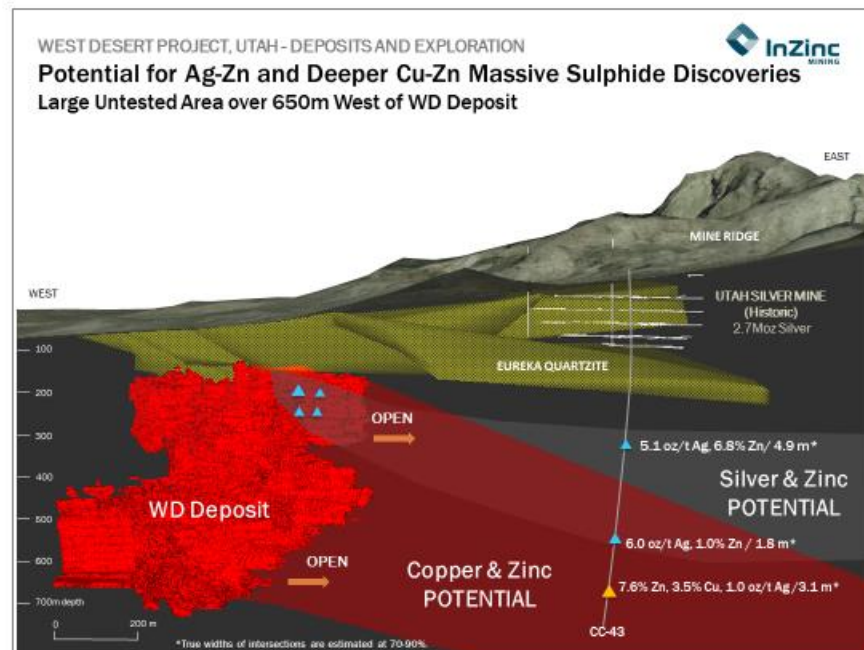 WEST DESERT PROJECT, UTAH - DEPOSITS AND EXPLORATION
InZinc
MINING
Potential for Ag-Zn and Deeper Cu-Zn Massive Sulphide Discoveries
Large Untested Area over 650m West of WD Deposit
EAST
MINE RIDGE
WEST
UTAH SILVER MINE
(Historic)
2.7Moz Silver
100
EUREKA QUARTZITE
200
OPEN
300
5.1 oz/t Ag, 6.8% Zn/ 4.9 m*
400
Silver & Zinc
POTENTIAL
WD Deposit
500
6.0 oz/t Ag, 1.0% Zn / 1.8 m*
OPEN
600
Copper & Zinc
POTENTIAL
7.6% Zn, 3.5% Cu, 1.0 oz/t Ag /3.1 m*
700m depth
0 200 m
CC-43
*True widths of intersections are estimated at 70-90%.